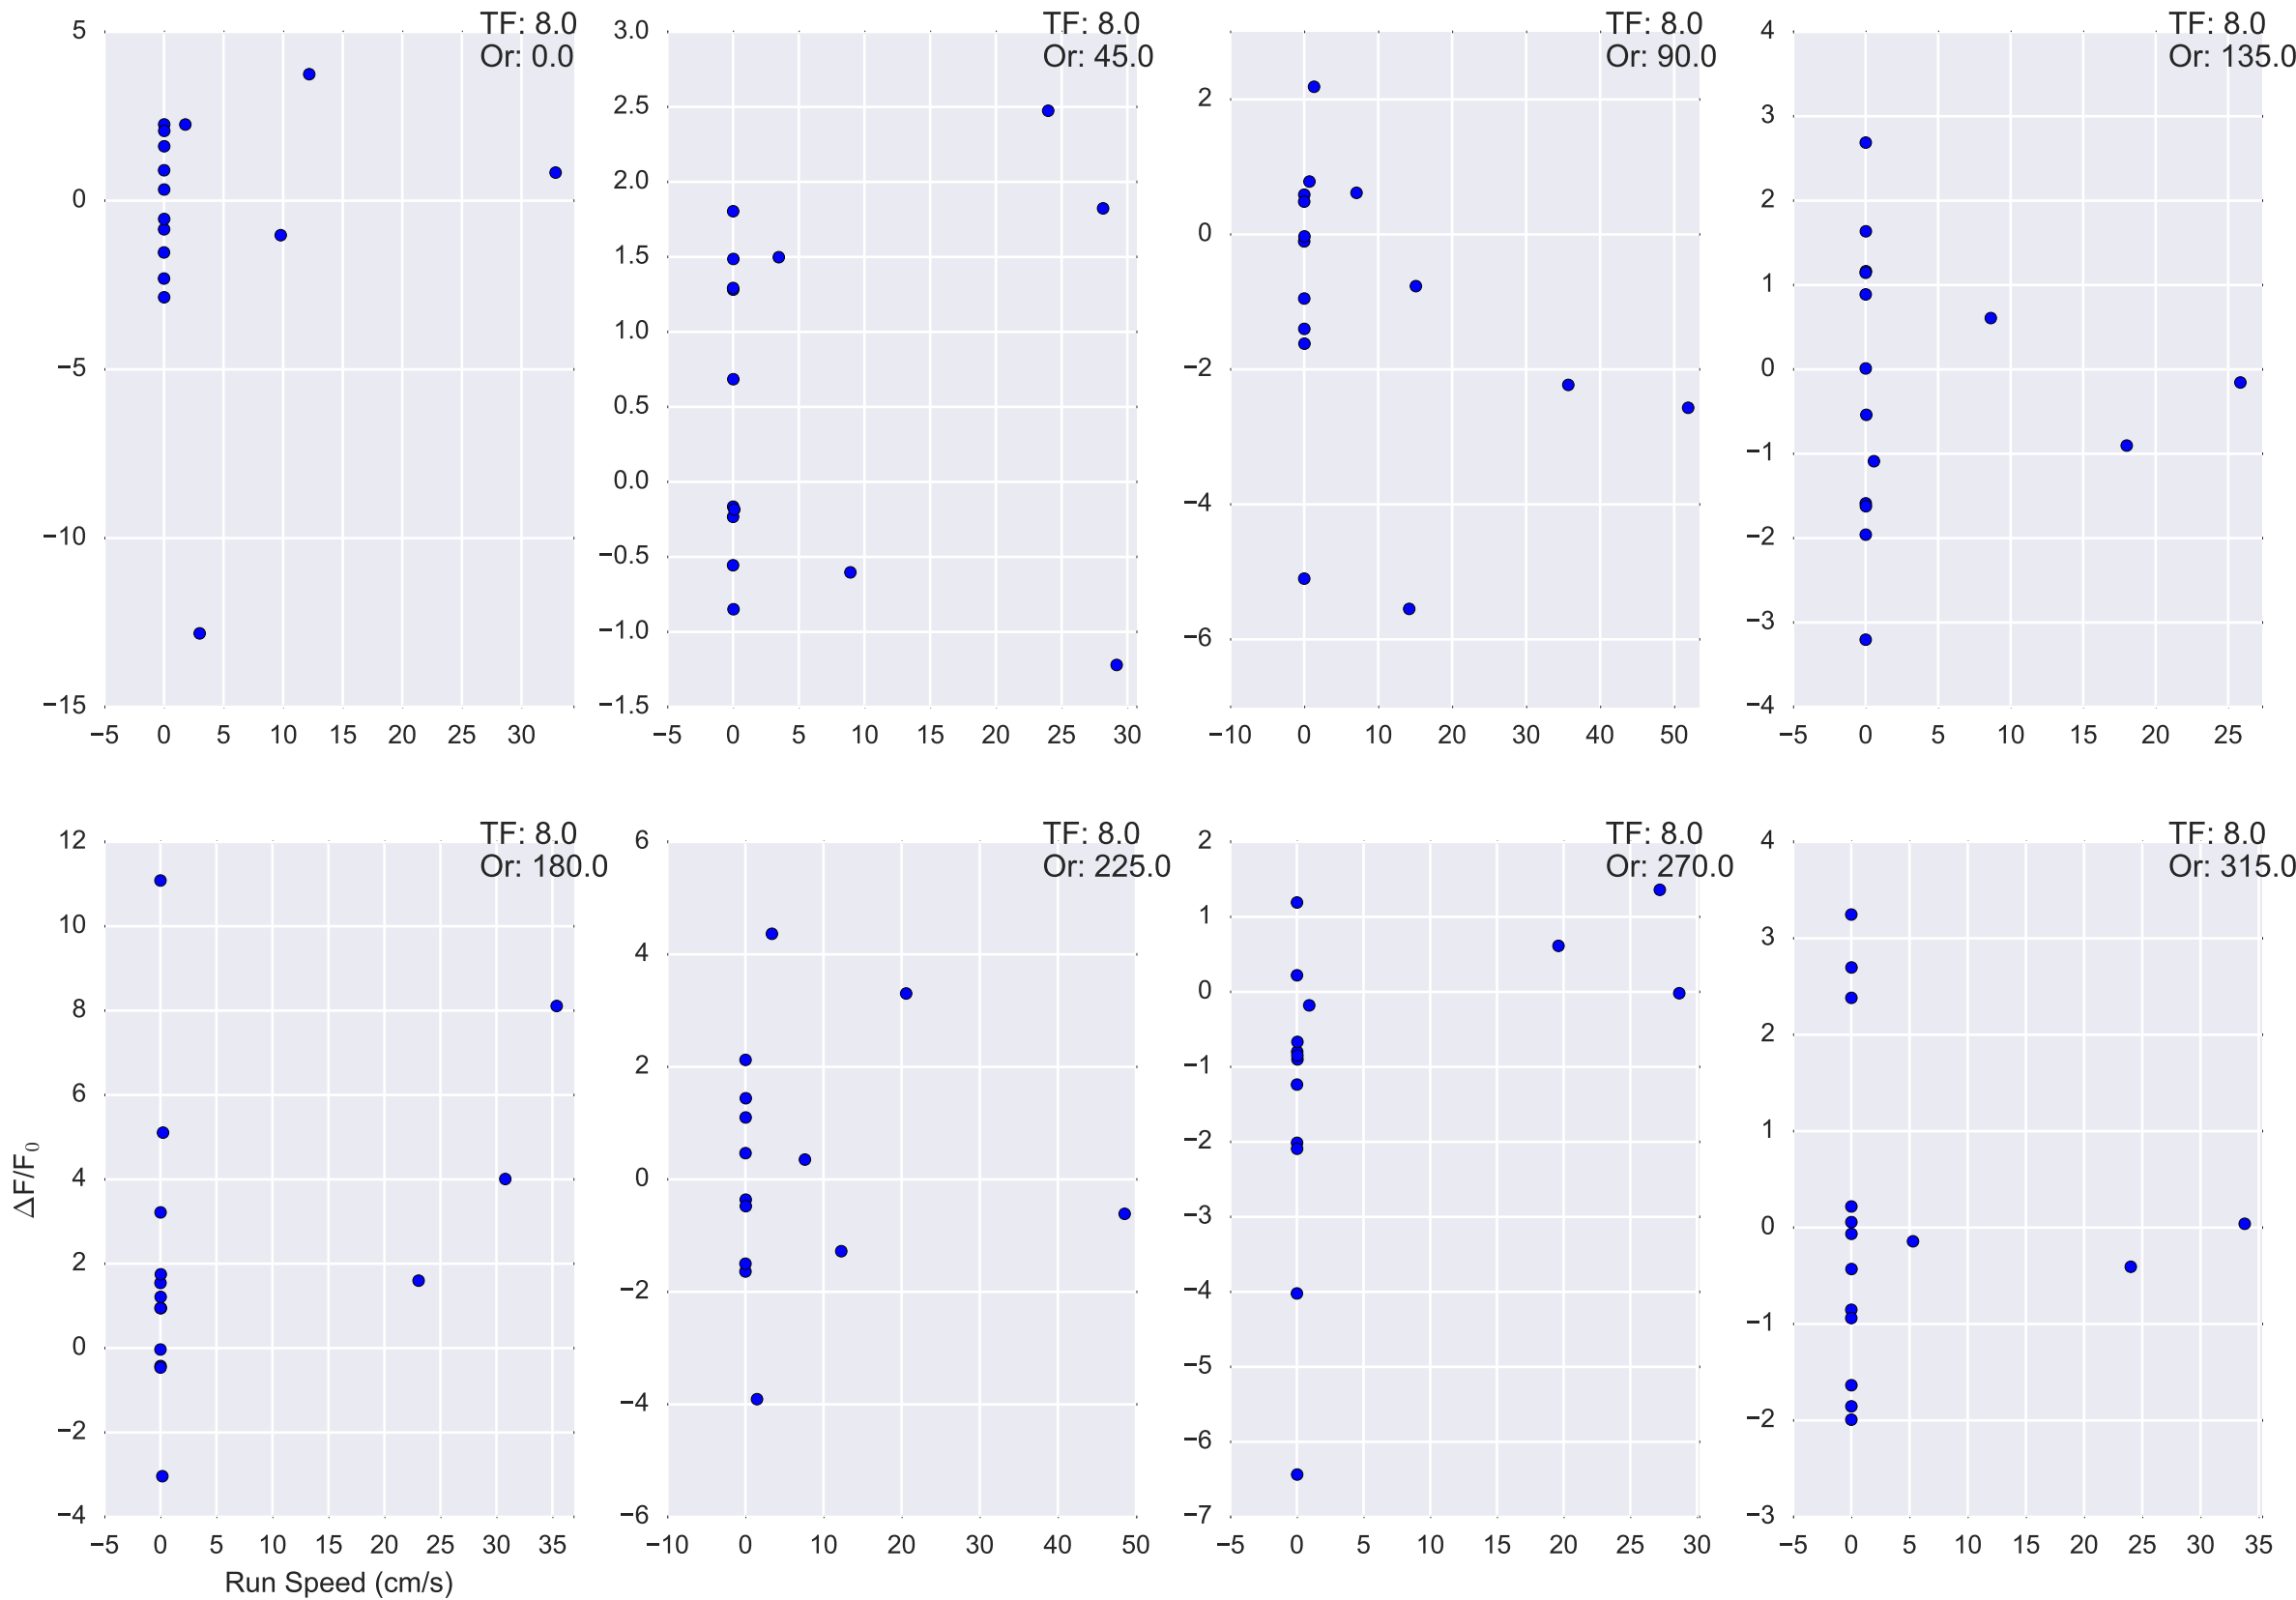 TF: 8.0
Or: 0.0
5
0
−5
−10
−15
−5 0 5 10 15 20 25 30
TF: 8.0
Or: 45.0
3.0
2.5
2.0
1.5
1.0
0.5
0.0
−0.5
−1.0
−1.5
−5 0 5 10 15 20 25 30
TF: 8.0
Or: 90.0
2
0
−2
−4
−6
−10 0 10 20 30 40 50
TF: 8.0
Or: 135.0
4
3
2
1
0
−1
−2
−3
−4
−5 0 5 10 15 20 25
TF: 8.0
Or: 180.0
12
10
8
6
4
2
0
−2
−4
ΔF/F₀
−5 0 5 10 15 20 25 30 35
Run Speed (cm/s)
TF: 8.0
Or: 225.0
6
4
2
0
−2
−4
−6
−10 0 10 20 30 40 50
TF: 8.0
Or: 270.0
2
1
0
−1
−2
−3
−4
−5
−6
−7
−5 0 5 10 15 20 25 30
TF: 8.0
Or: 315.0
4
3
2
1
0
−1
−2
−3
−5 0 5 10 15 20 25 30 35